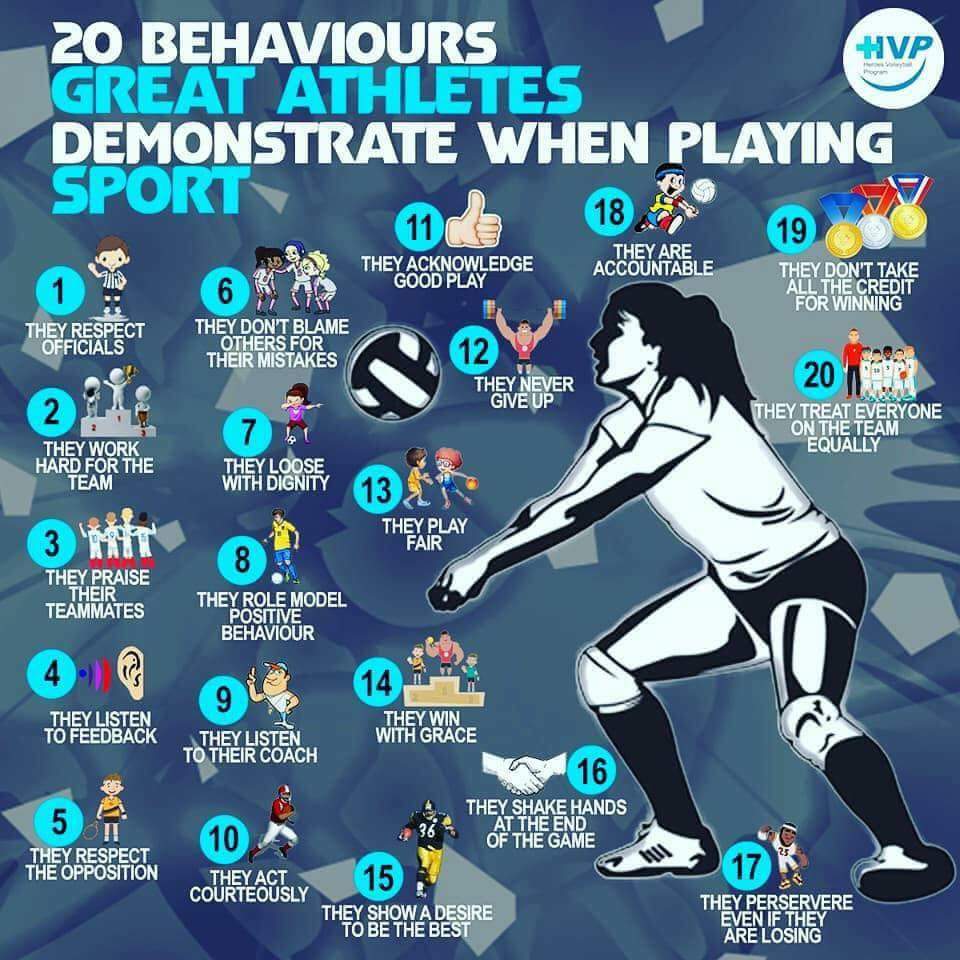 20 BEHAVIOURS
GREAT ATHLETES
DEMONSTRATE WHEN PLAYING
SPORT
HVP
Heroes Volleyball
Program
1
THEY RESPECT
OFFICIALS
2
THEY WORK
HARD FOR THE
TEAM
3
THEY PRAISE
THEIR
TEAMMATES
4
THEY LISTEN
TO FEEDBACK
5
THEY RESPECT
THE OPPOSITION
6
THEY DON'T BLAME
OTHERS FOR
THEIR MISTAKES
7
THEY LOOSE
WITH DIGNITY
8
THEY ROLE MODEL
POSITIVE
BEHAVIOUR
9
THEY LISTEN
TO THEIR COACH
10
THEY ACT
COURTEOUSLY
11
THEY ACKNOWLEDGE
GOOD PLAY
12
THEY NEVER
GIVE UP
13
THEY PLAY
FAIR
14
THEY WIN
WITH GRACE
15
36
THEY SHOW A DESIRE
TO BE THE BEST
16
THEY SHAKE HANDS
AT THE END
OF THE GAME
17
23
THEY PERSERVERE
EVEN IF THEY
ARE LOSING
18
THEY ARE
ACCOUNTABLE
19
THEY DON'T TAKE
ALL THE CREDIT
FOR WINNING
20
THEY TREAT EVERYONE
ON THE TEAM
EQUALLY